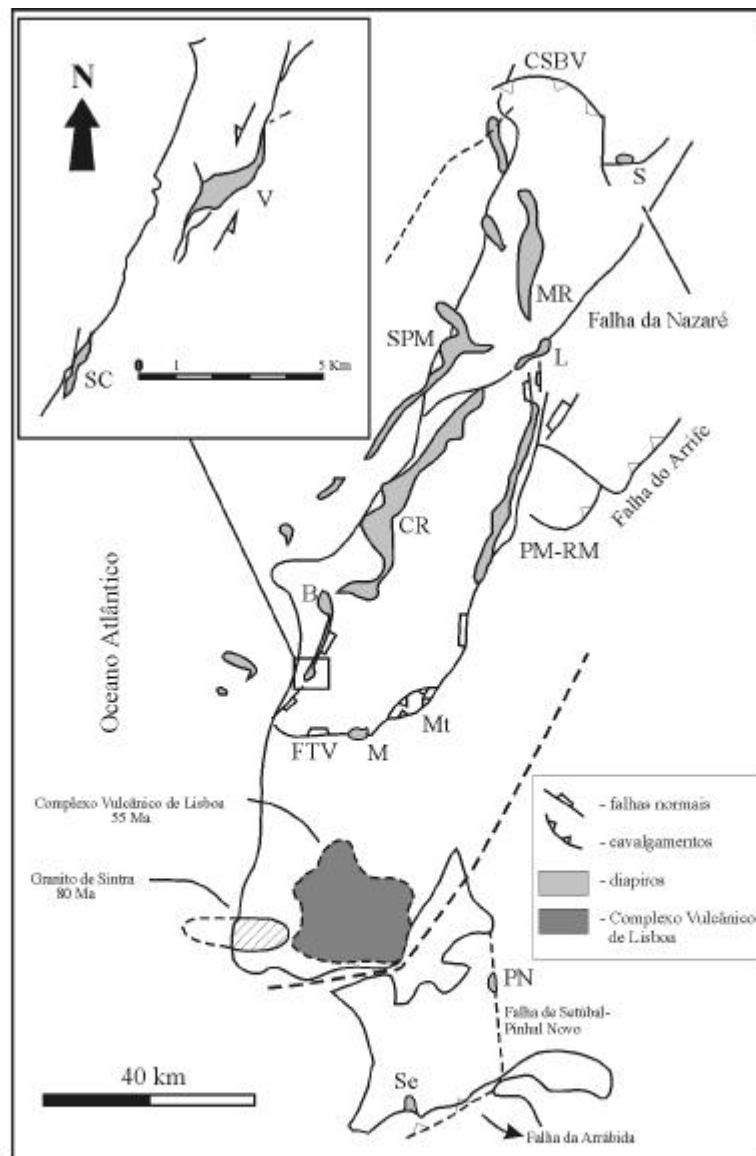 N
V
SC
0 1 5 Km
CSBV
S
MR
Falha da Nazaré
SPM
L
CR
Falha do Arrife
PM-RM
B
Oceano Atlântico
Mt
FTV
M
Complexo Vulcânico de Lisboa
55 Ma
Granito de Sintra
80 Ma
- falhas normais
- cavalgamentos
- diapiros
- Complexo Vulcânico
de Lisboa
PN
Falha de Setúbal-
Pinhal Novo
40 km
Se
Falha da Arrábida